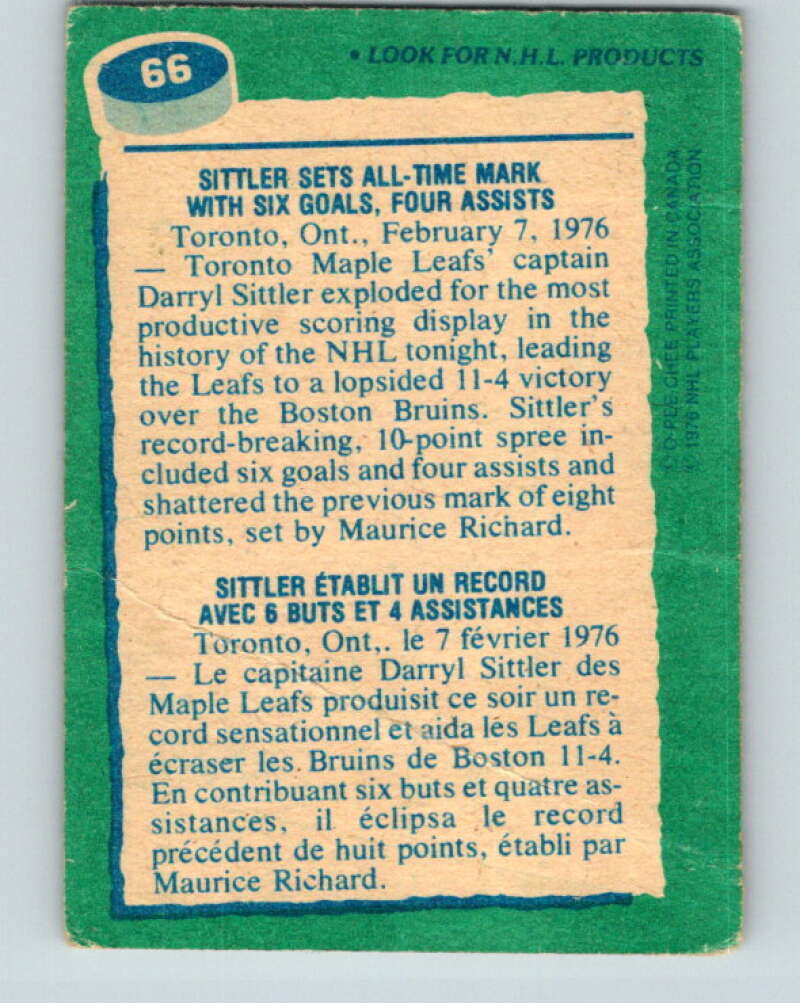 66
• LOOK FOR N.H.L. PRODUCTS
SITTLER SETS ALL-TIME MARK
WITH SIX GOALS, FOUR ASSISTS
Toronto, Ont., February 7, 1976
— Toronto Maple Leafs' captain
Darryl Sittler exploded for the most
productive scoring display in the
history of the NHL tonight, leading
the Leafs to a lopsided 11-4 victory
over the Boston Bruins. Sittler's
record-breaking, 10-point spree in-
cluded six goals and four assists and
shattered the previous mark of eight
points, set by Maurice Richard.
SITTLER ÉTABLIT UN RECORD
AVEC 6 BUTS ET 4 ASSISTANCES
Toronto, Ont,. le 7 février 1976
— Le capitaine Darryl Sittler des
Maple Leafs produisit ce soir un re-
cord sensationnel et aida lés Leafs à
écraser les Bruins de Boston 11-4.
En contribuant six buts et quatre as-
sistances, il éclipsa le record
précédent de huit points, établi par
Maurice Richard.
© O-PEE-CHEE PRINTED IN CANADA
© 1976 NHL PLAYERS ASSOCIATION